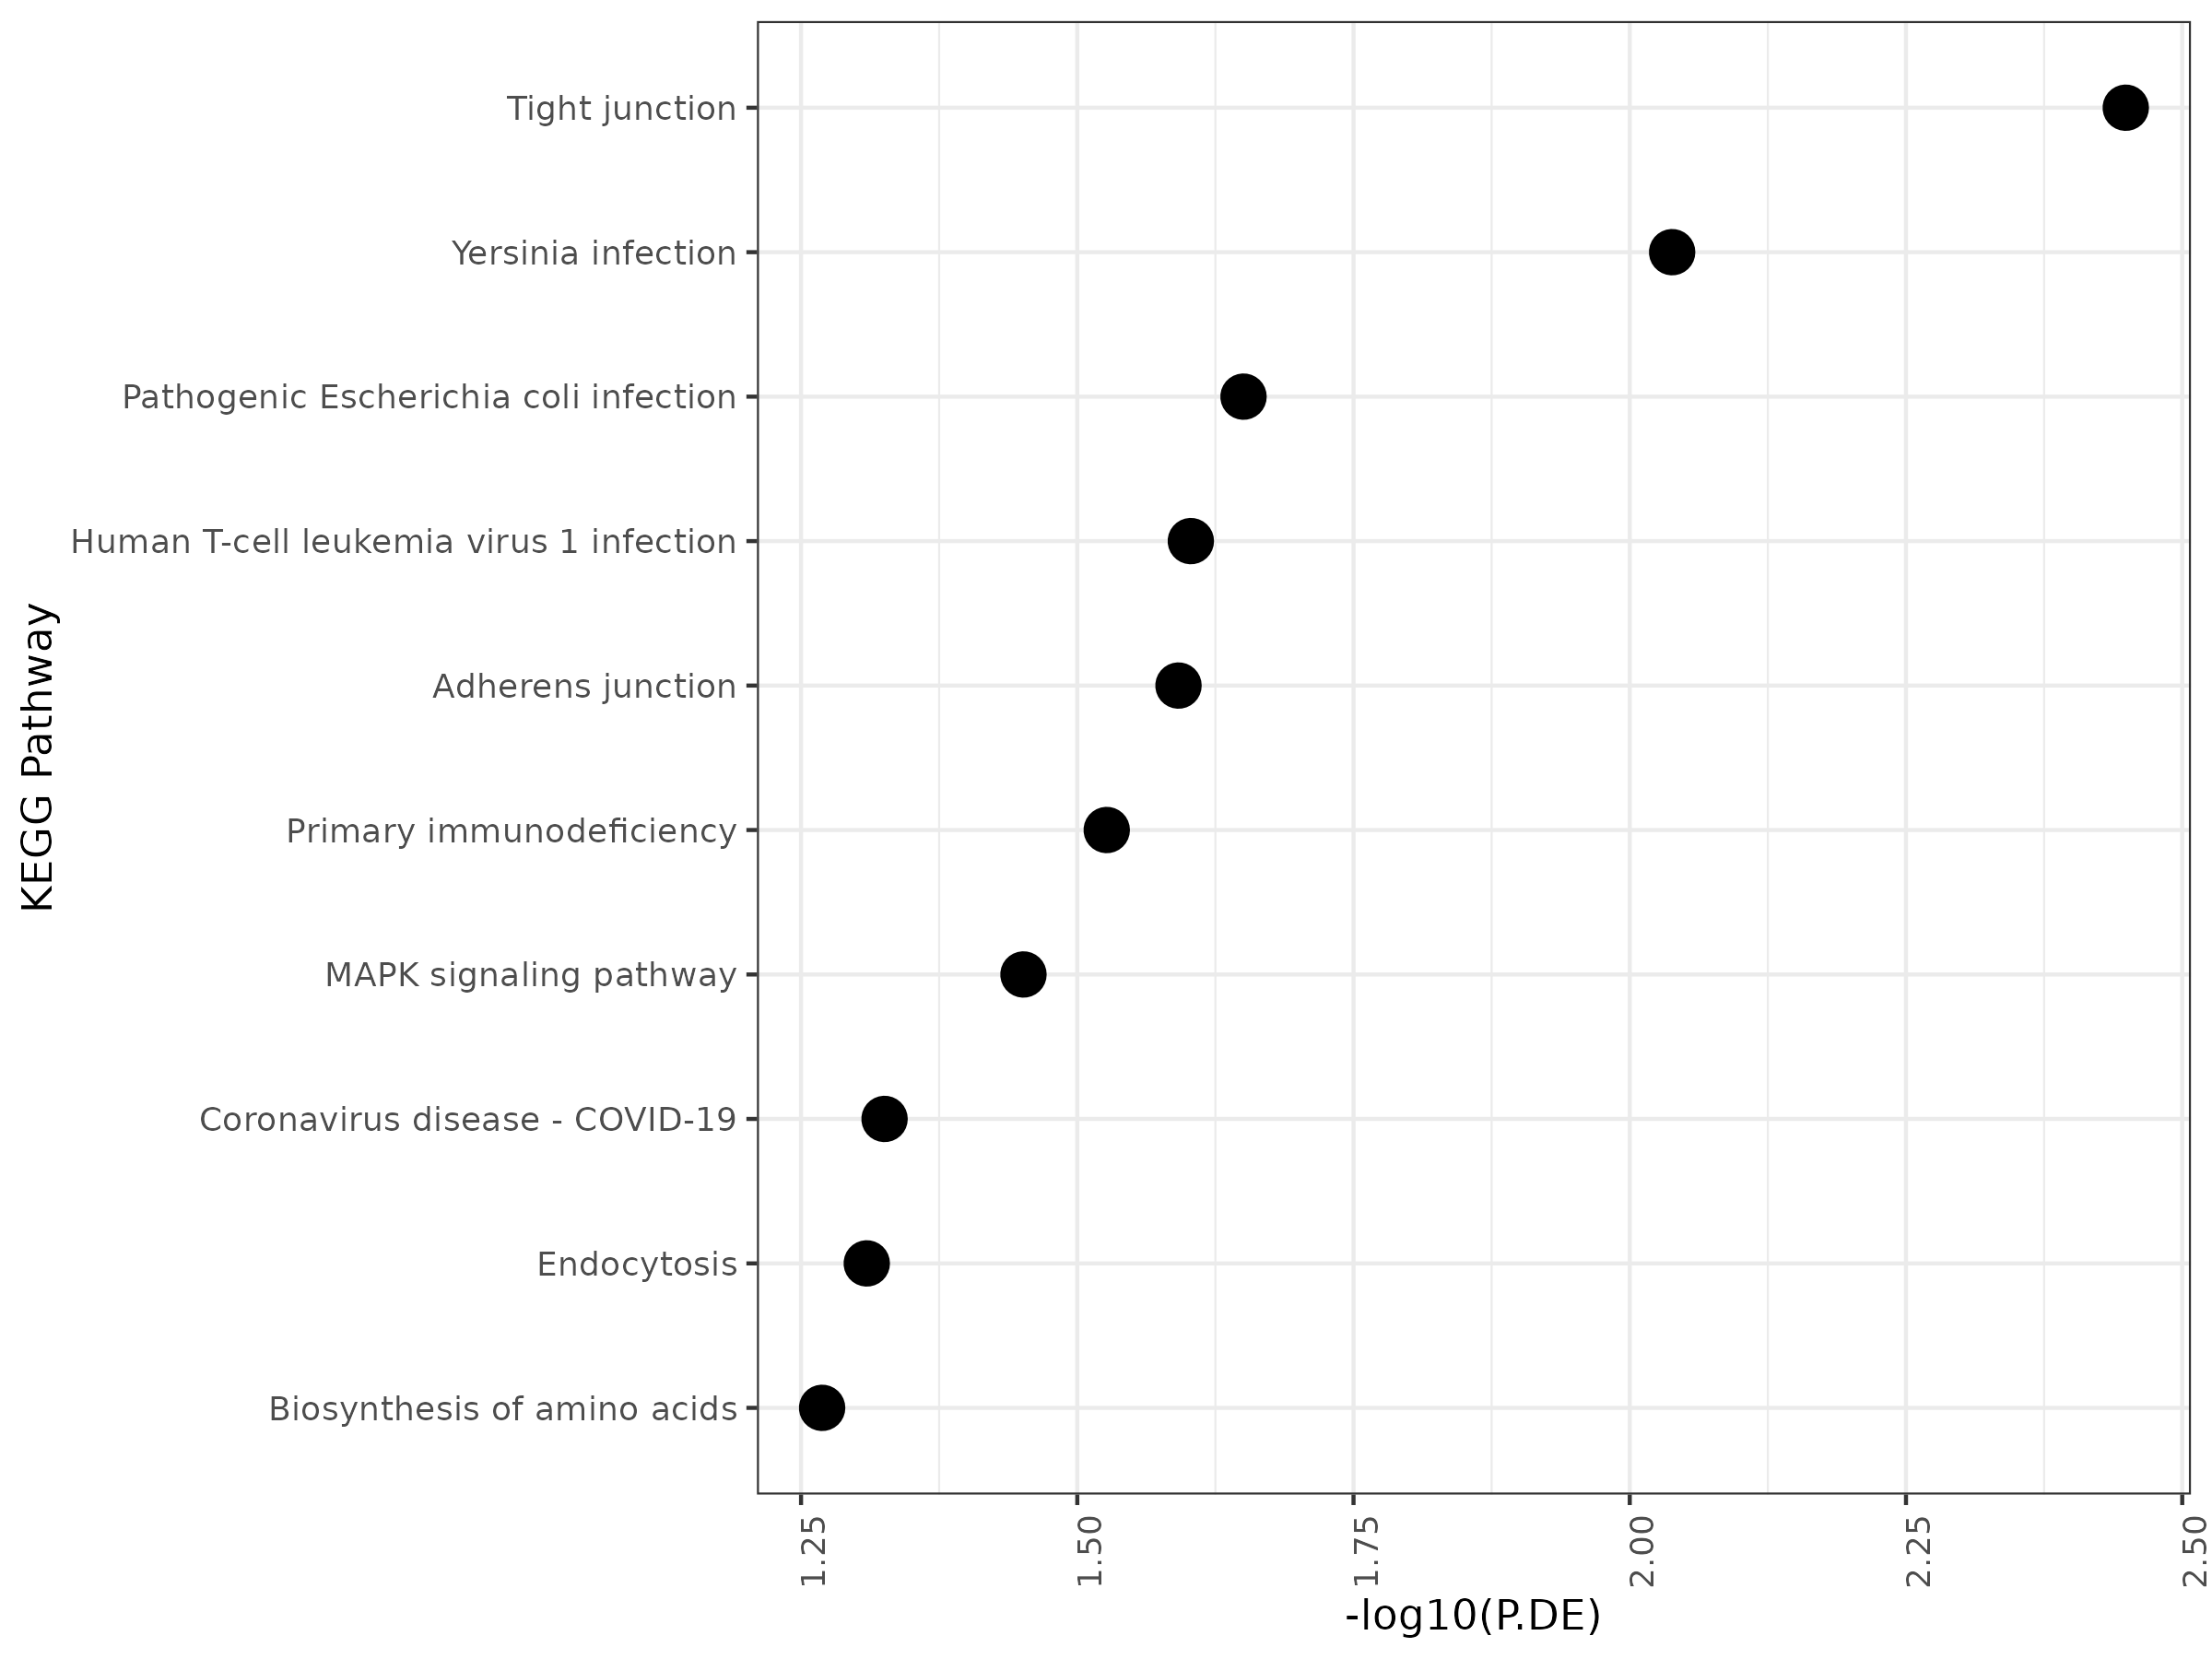 Tight junction
Yersinia infection
Pathogenic Escherichia coli infection
Human T-cell leukemia virus 1 infection
Adherens junction
Primary immunodeficiency
MAPK signaling pathway
Coronavirus disease - COVID-19
Endocytosis
Biosynthesis of amino acids
KEGG Pathway
1.25
1.50
1.75
2.00
2.25
2.50
-log10(P.DE)